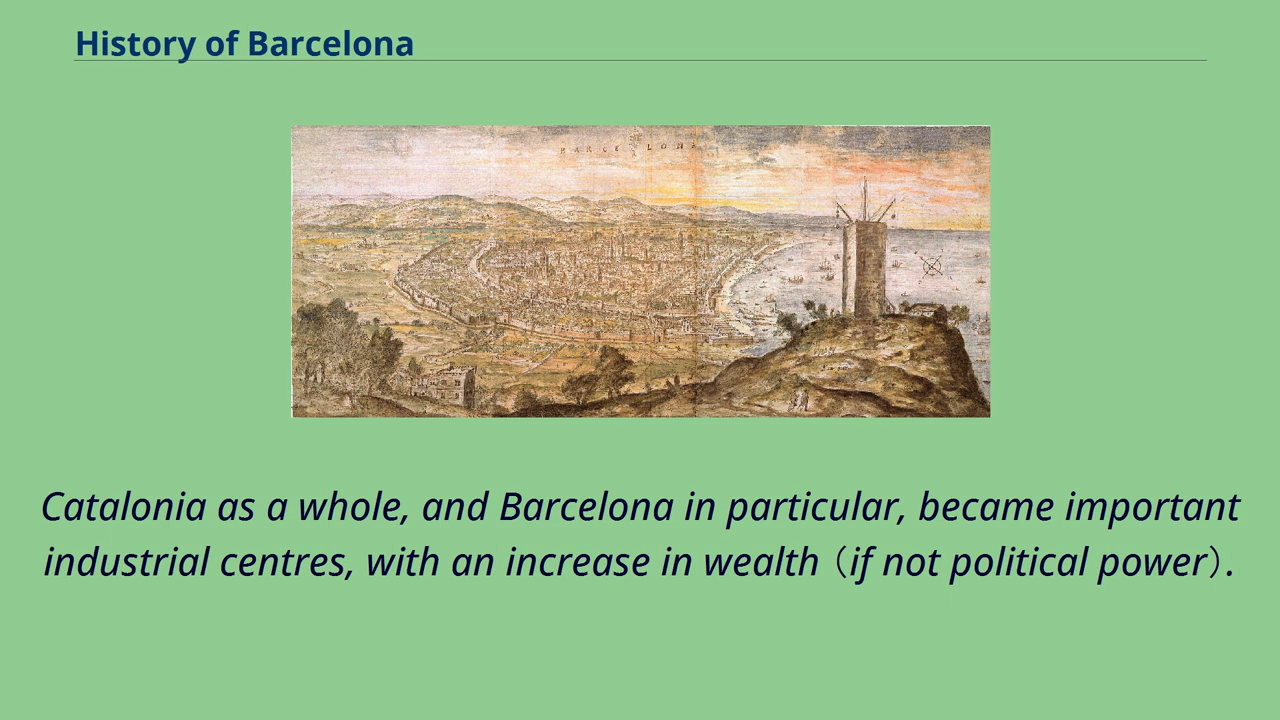 History of Barcelona
BARCELONA
Catalonia as a whole, and Barcelona in particular, became important
industrial centres, with an increase in wealth（if not political power）.